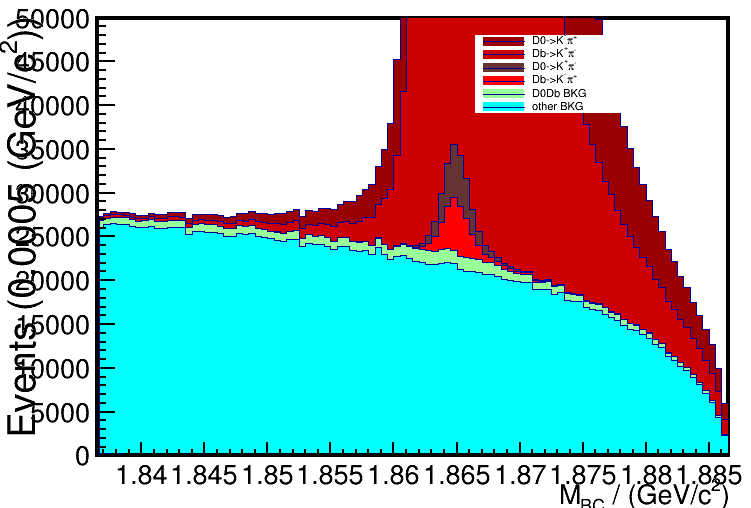 Events (0.0005 (GeV/c²))
50000
45000
40000
35000
30000
25000
20000
15000
10000
5000
0
D0->K⁻π⁺
Db->K⁺π⁻
D0->K⁺π⁻
Db->K⁻π⁺
D0Db BKG
other BKG
1.84 1.845 1.85 1.855 1.86 1.865 1.87 1.875 1.88 1.885
M_BC / (GeV/c²)